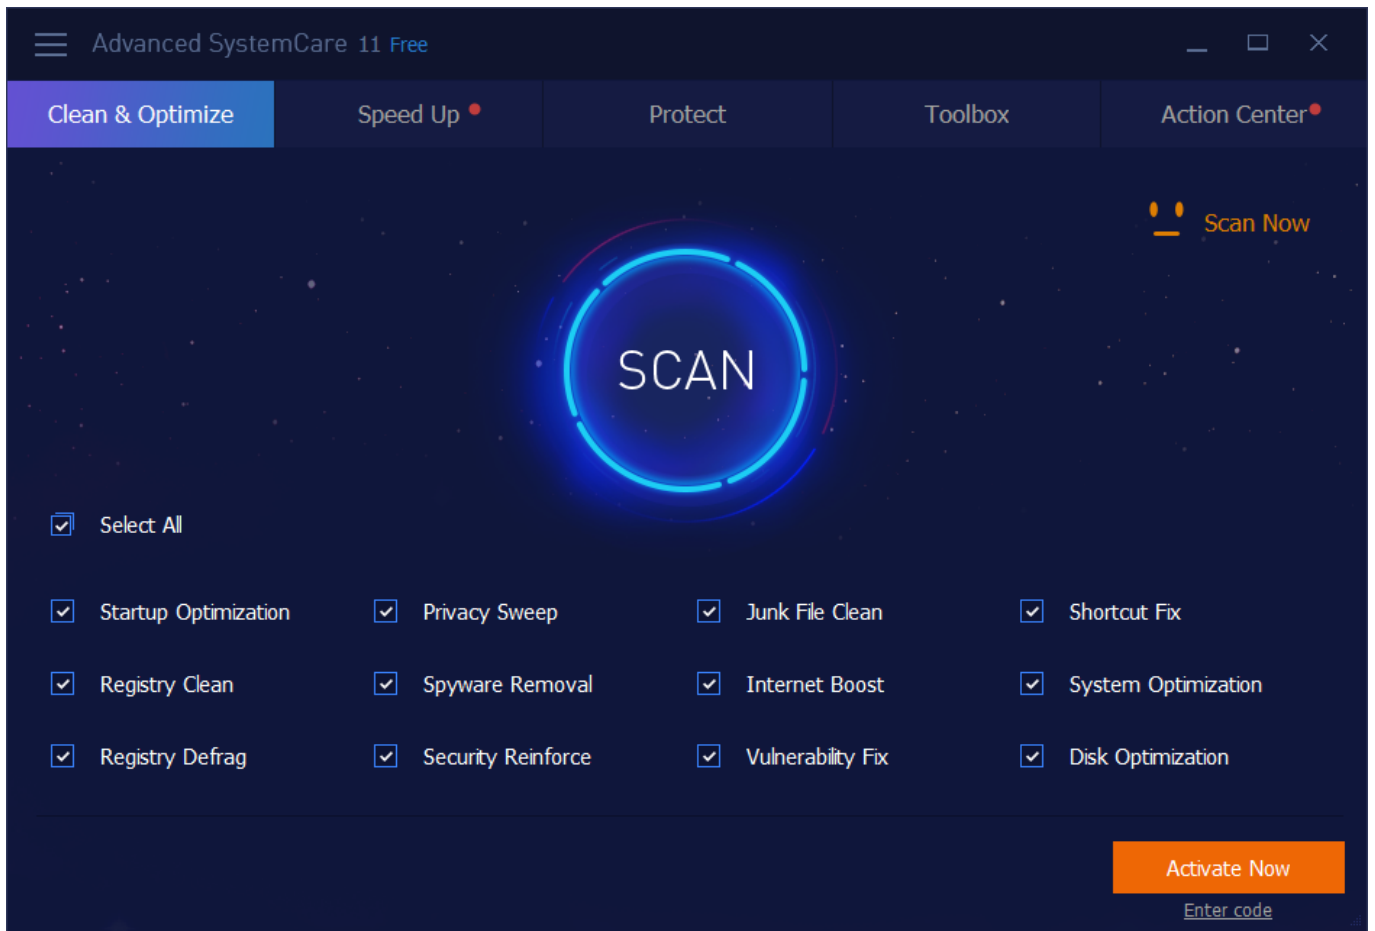 Advanced SystemCare 11 Free
Clean & Optimize
Speed Up
Protect
Toolbox
Action Center
Scan Now
SCAN
Select All
Startup Optimization
Privacy Sweep
Junk File Clean
Shortcut Fix
Registry Clean
Spyware Removal
Internet Boost
System Optimization
Registry Defrag
Security Reinforce
Vulnerability Fix
Disk Optimization
Activate Now
Enter code